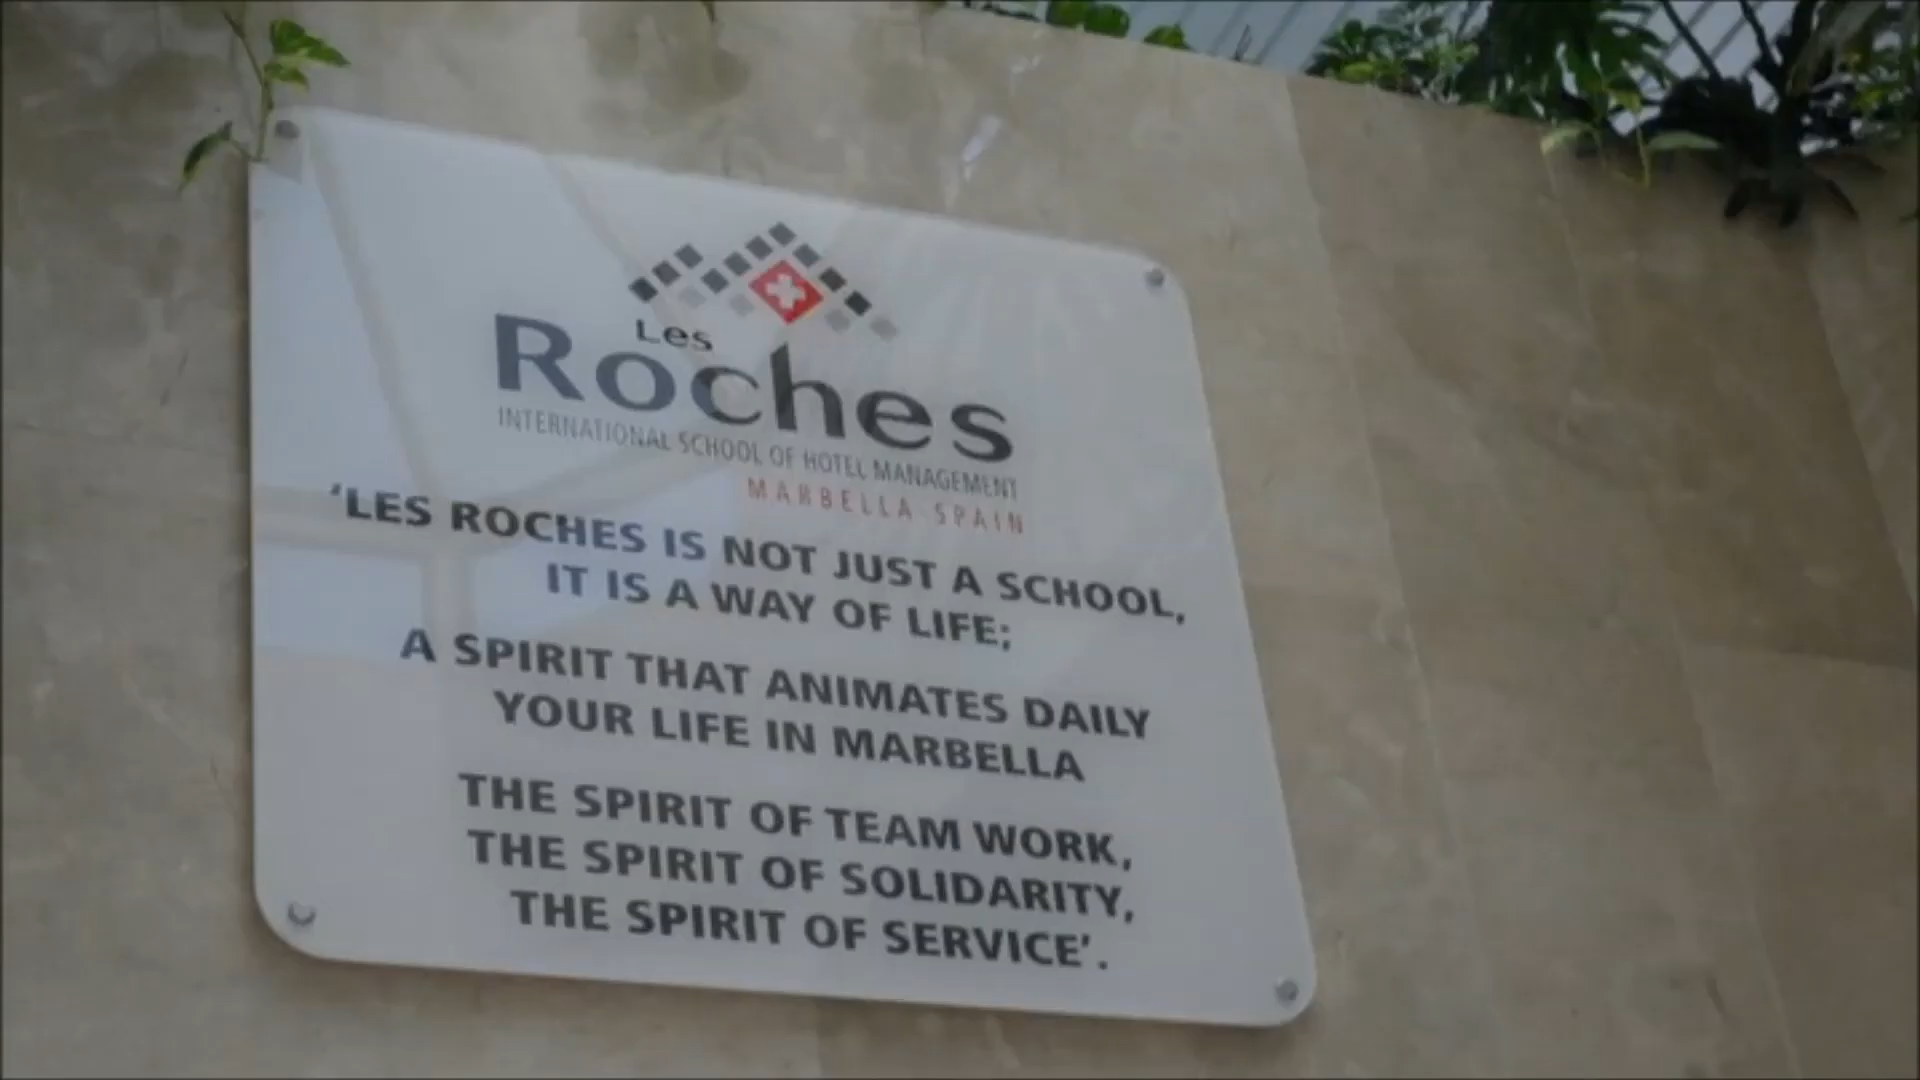 Les
Roches
INTERNATIONAL SCHOOL OF HOTEL MANAGEMENT
MARBELLA SPAIN
'LES ROCHES IS NOT JUST A SCHOOL,
IT IS A WAY OF LIFE;
A SPIRIT THAT ANIMATES DAILY
YOUR LIFE IN MARBELLA
THE SPIRIT OF TEAM WORK,
THE SPIRIT OF SOLIDARITY,
THE SPIRIT OF SERVICE'.